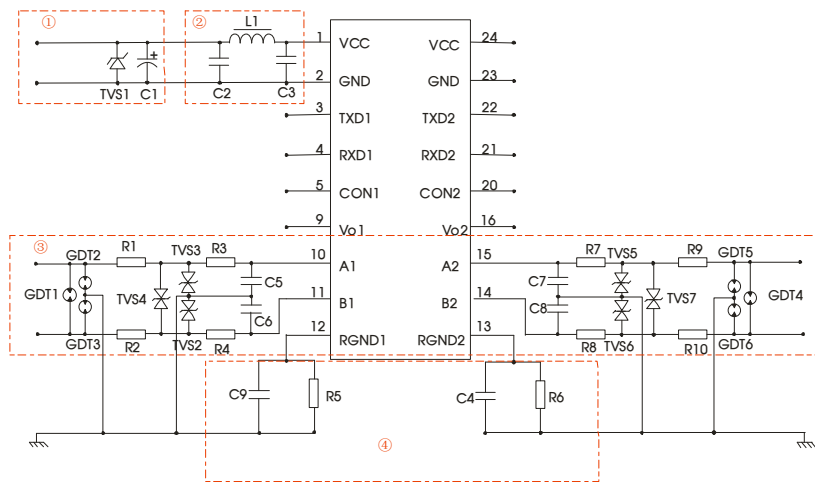 ① ② L1
1 VCC VCC 24
TVS1 C1 C2 C3
2 GND GND 23
3 TXD1 TXD2 22
4 RXD1 RXD2 21
5 CON1 CON2 20
9 Vo1 Vo2 16
③ GDT2 R1 TVS3 R3 10 A1 A2 15 R7 TVS5 R9 GDT5
GDT1 TVS4 C5 C7 TVS7 GDT4
C6 11 B1 B2 14 C8
GDT3 R2 TVS2 R4 12 RGND1 RGND2 13 R8 TVS6 R10 GDT6
C9 R5 C4 R6
④